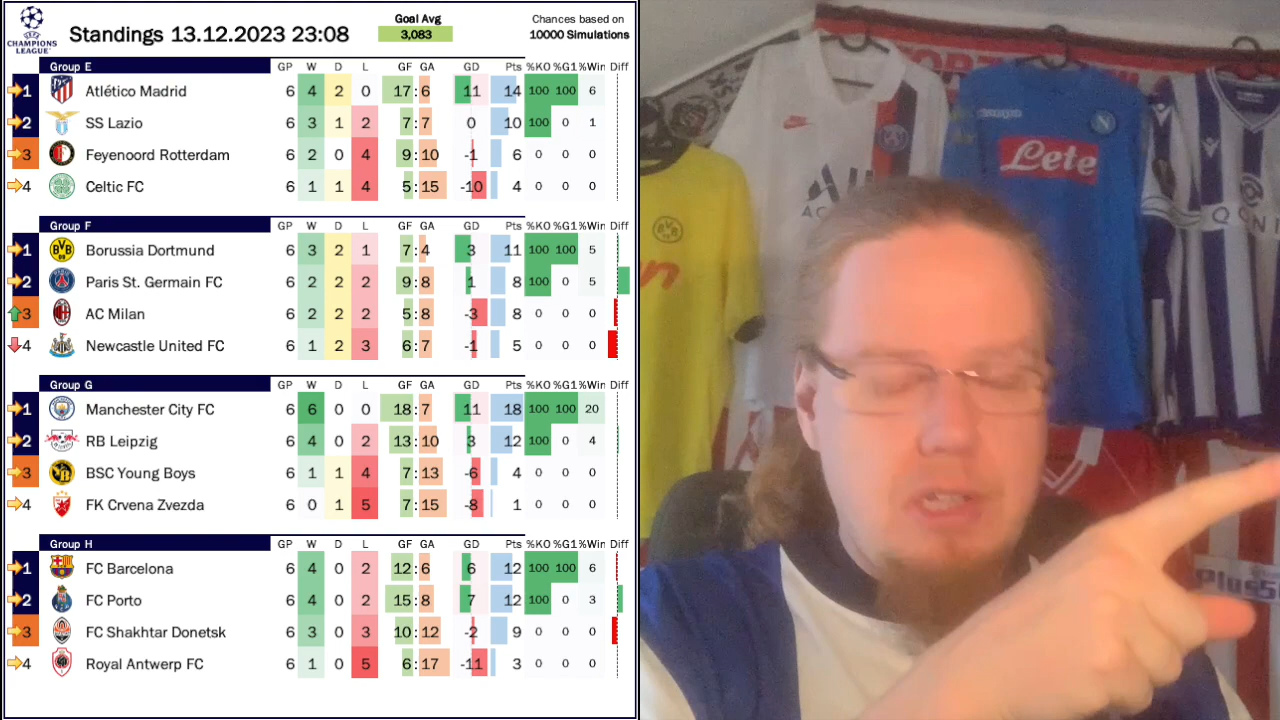 UEFA CHAMPIONS LEAGUE
Standings 13.12.2023 23:08
Goal Avg
3,083
Chances based on
10000 Simulations
Group E GP W D L GF GA GD Pts %KO %G1 %Win Diff
1 Atlético Madrid 6 4 2 0 17:6 11 14 100 100 6
2 SS Lazio 6 3 1 2 7:7 0 10 100 0 1
3 Feyenoord Rotterdam 6 2 0 4 9:10 -1 6 0 0 0
4 Celtic FC 6 1 1 4 5:15 -10 4 0 0 0
Group F GP W D L GF GA GD Pts %KO %G1 %Win Diff
1 Borussia Dortmund 6 3 2 1 7:4 3 11 100 100 5
2 Paris St. Germain FC 6 2 2 2 9:8 1 8 100 0 5
3 AC Milan 6 2 2 2 5:8 -3 8 0 0 0
4 Newcastle United FC 6 1 2 3 6:7 -1 5 0 0 0
Group G GP W D L GF GA GD Pts %KO %G1 %Win Diff
1 Manchester City FC 6 6 0 0 18:7 11 18 100 100 20
2 RB Leipzig 6 4 0 2 13:10 3 12 100 0 4
3 BSC Young Boys 6 1 1 4 7:13 -6 4 0 0 0
4 FK Crvena Zvezda 6 0 1 5 7:15 -8 1 0 0 0
Group H GP W D L GF GA GD Pts %KO %G1 %Win Diff
1 FC Barcelona 6 4 0 2 12:6 6 12 100 100 6
2 FC Porto 6 4 0 2 15:8 7 12 100 0 3
3 FC Shakhtar Donetsk 6 3 0 3 10:12 -2 9 0 0 0
4 Royal Antwerp FC 6 1 0 5 6:17 -11 3 0 0 0
Lete
BVB
Plus5